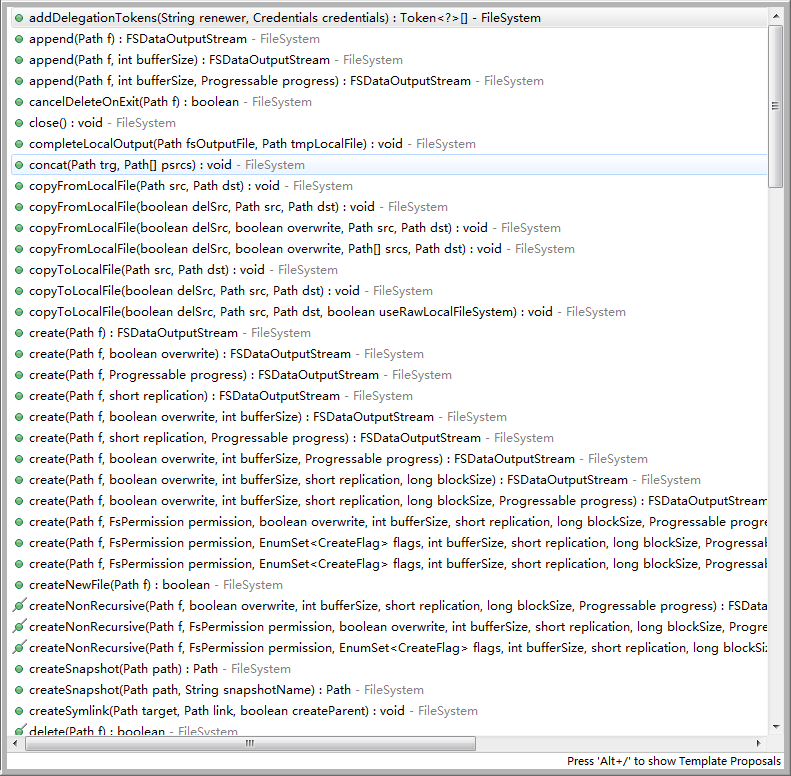 addDelegationTokens(String renewer, Credentials credentials) : Token<?>[] - FileSystem
append(Path f) : FSDataOutputStream - FileSystem
append(Path f, int bufferSize) : FSDataOutputStream - FileSystem
append(Path f, int bufferSize, Progressable progress) : FSDataOutputStream - FileSystem
cancelDeleteOnExit(Path f) : boolean - FileSystem
close() : void - FileSystem
completeLocalOutput(Path fsOutputFile, Path tmpLocalFile) : void - FileSystem
concat(Path trg, Path[] psrcs) : void - FileSystem
copyFromLocalFile(Path src, Path dst) : void - FileSystem
copyFromLocalFile(boolean delSrc, Path src, Path dst) : void - FileSystem
copyFromLocalFile(boolean delSrc, boolean overwrite, Path src, Path dst) : void - FileSystem
copyFromLocalFile(boolean delSrc, boolean overwrite, Path[] srcs, Path dst) : void - FileSystem
copyToLocalFile(Path src, Path dst) : void - FileSystem
copyToLocalFile(boolean delSrc, Path src, Path dst) : void - FileSystem
copyToLocalFile(boolean delSrc, Path src, Path dst, boolean useRawLocalFileSystem) : void - FileSystem
create(Path f) : FSDataOutputStream - FileSystem
create(Path f, boolean overwrite) : FSDataOutputStream - FileSystem
create(Path f, Progressable progress) : FSDataOutputStream - FileSystem
create(Path f, short replication) : FSDataOutputStream - FileSystem
create(Path f, boolean overwrite, int bufferSize) : FSDataOutputStream - FileSystem
create(Path f, short replication, Progressable progress) : FSDataOutputStream - FileSystem
create(Path f, boolean overwrite, int bufferSize, Progressable progress) : FSDataOutputStream - FileSystem
create(Path f, boolean overwrite, int bufferSize, short replication, long blockSize) : FSDataOutputStream - FileSystem
create(Path f, boolean overwrite, int bufferSize, short replication, long blockSize, Progressable progress) : FSDataOutputStream
create(Path f, FsPermission permission, boolean overwrite, int bufferSize, short replication, long blockSize, Progressable progre
create(Path f, FsPermission permission, EnumSet<CreateFlag> flags, int bufferSize, short replication, long blockSize, Progressab
create(Path f, FsPermission permission, EnumSet<CreateFlag> flags, int bufferSize, short replication, long blockSize, Progressab
createNewFile(Path f) : boolean - FileSystem
createNonRecursive(Path f, boolean overwrite, int bufferSize, short replication, long blockSize, Progressable progress) : FSData
createNonRecursive(Path f, FsPermission permission, boolean overwrite, int bufferSize, short replication, long blockSize, Progre
createNonRecursive(Path f, FsPermission permission, EnumSet<CreateFlag> flags, int bufferSize, short replication, long blockSi
createSnapshot(Path path) : Path - FileSystem
createSnapshot(Path path, String snapshotName) : Path - FileSystem
createSymlink(Path target, Path link, boolean createParent) : void - FileSystem
delete(Path f) : boolean - FileSystem
Press 'Alt+/' to show Template Proposals